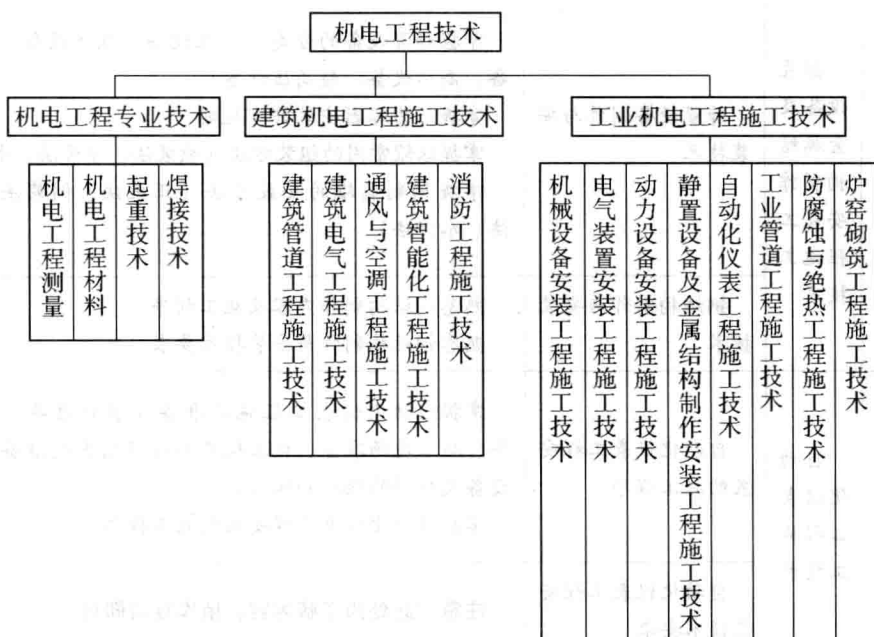 机电工程技术
机电工程专业技术
建筑机电工程施工技术
工业机电工程施工技术
机电工程测量
机电工程材料
起重技术
焊接技术
建筑管道工程施工技术
建筑电气工程施工技术
通风与空调工程施工技术
建筑智能化工程施工技术
消防工程施工技术
机械设备安装工程施工技术
电气装置安装工程施工技术
动力设备安装工程施工技术
静置设备及金属结构制作安装工程施工技术
自动化仪表工程施工技术
工业管道工程施工技术
防腐蚀与绝热工程施工技术
炉窑砌筑工程施工技术